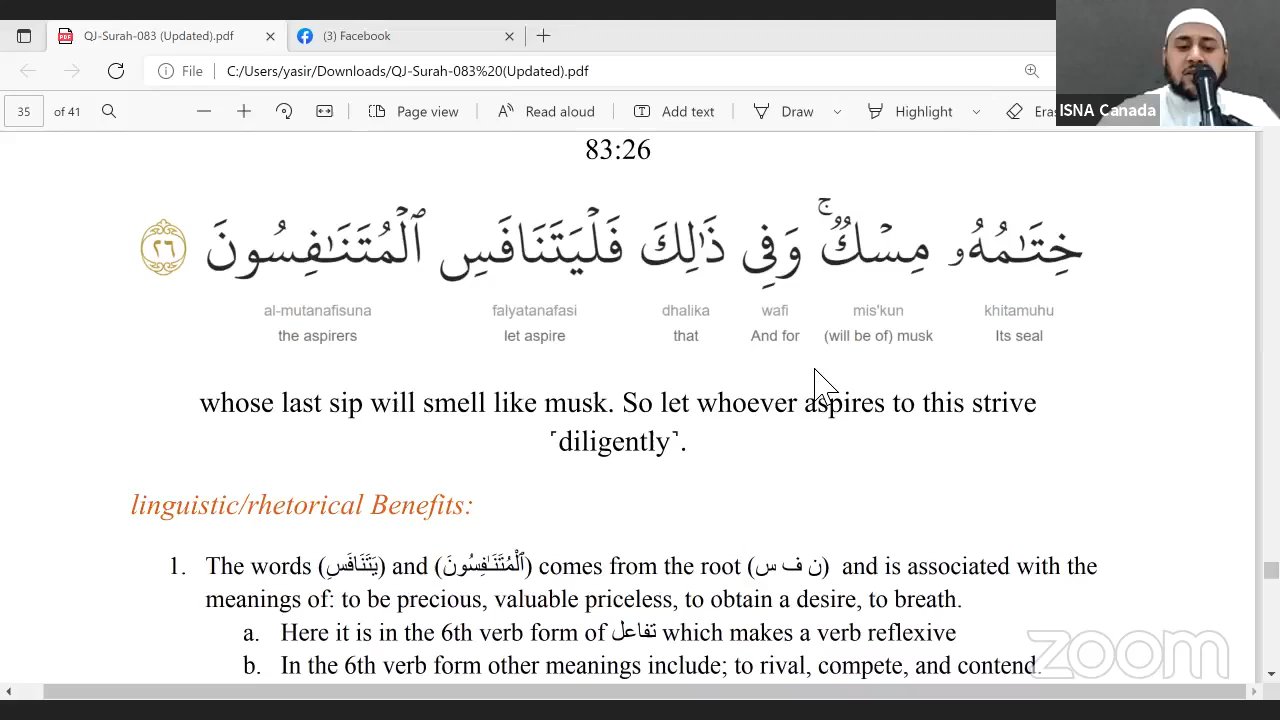 QJ-Surah-083 (Updated).pdf
(3) Facebook
File C:/Users/yasir/Downloads/QJ-Surah-083%20(Updated).pdf
35 of 41 Page view Read aloud Add text Draw Highlight Eras
ISNA Canada
83:26
خِتَـٰمُهُۥ مِسْكٌۭ ۚ وَفِى ذَٰلِكَ فَلْيَتَنَافَسِ ٱلْمُتَنَـٰفِسُونَ ٢٦
al-mutanafisuna falyatanafasi dhalika wafi mis'kun khitamuhu
the aspirers let aspire that And for (will be of) musk Its seal
whose last sip will smell like musk. So let whoever aspires to this strive
˹diligently˺.
linguistic/rhetorical Benefits:
1. The words (يَتَنَافَسِ) and (ٱلْمُتَنَـٰفِسُونَ) comes from the root (ن ف س) and is associated with the
meanings of: to be precious, valuable priceless, to obtain a desire, to breath.
a. Here it is in the 6th verb form of تفاعل which makes a verb reflexive
b. In the 6th verb form other meanings include; to rival, compete, and contend.
zoom